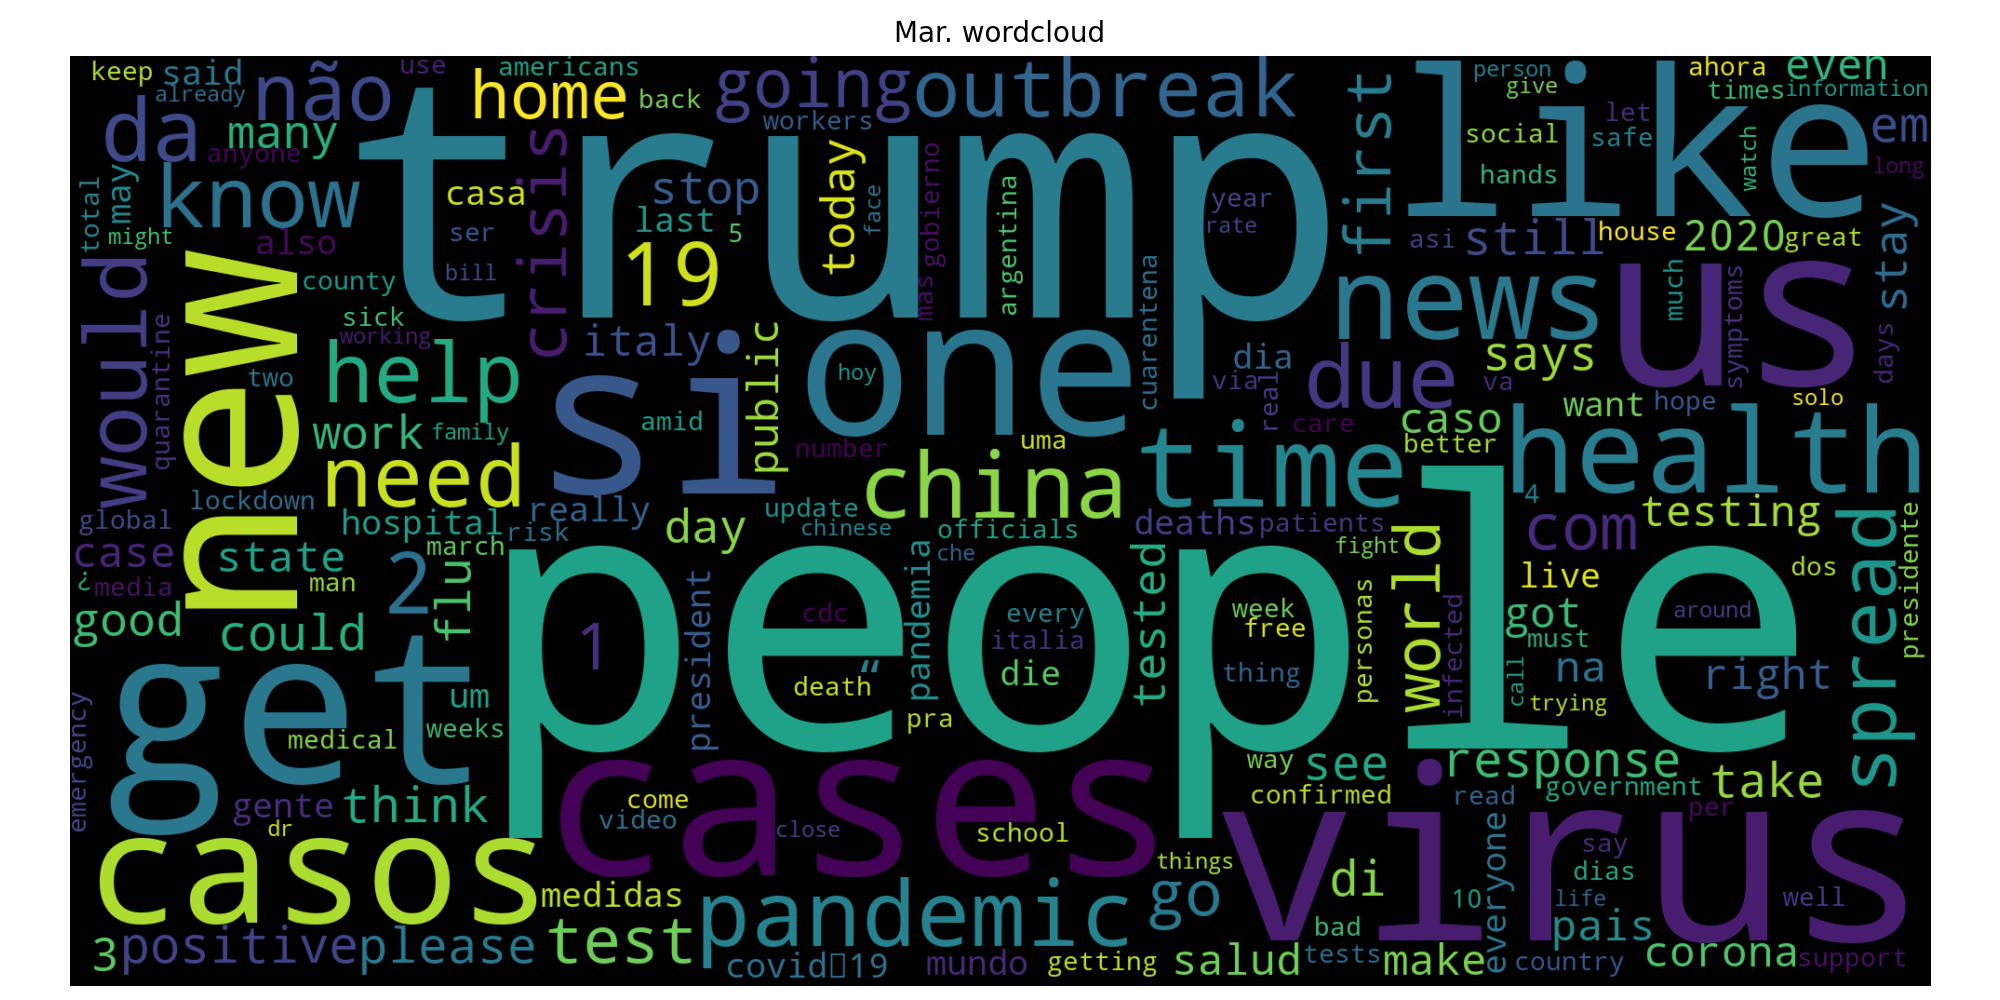 Mar. wordcloud
keep
said
use
americans
already
não
home
back
going
outbreak
workers
trump
like
person
give
ahora
even
times
information
da
many
anyone
know
may
total
might
also
casa
ser
bill
crisis
stop
last
5
19
today
face
mas
gobierno
argentina
year
rate
first
social
let
safe
hands
watch
em
long
asi
still
house
2020
great
stay
would
quarantine
new
county
sick
working
help
two
italy
si
amid
public
one
hoy
cuarentena
dia
via
real
due
news
says
va
us
much
symptoms
days
work
family
need
number
uma
china
time
care
caso
better
want
hope
solo
health
lockdown
global
case
state
hospital
risk
really
day
update
chinese
officials
deaths
patients
fight
4
com
testing
spread
presidente
¿
media
march
man
2
flu
people
1
president
cdc
pandemia
che
every
italia
die
tested
week
free
thing
personas
world
infected
live
dos
got
must
around
good
could
get
um
weeks
medical
death
“
pra
call
trying
na
right
emergency
gente
think
dr
cases
come
video
close
school
way
see
confirmed
response
read
government
take
per
casos
medidas
things
virus
say
dias
everyone
di
go
pandemic
10
life
well
bad
pais
3
positive
please
test
covid▯19
mundo
getting
salud
tests
make
country
corona
support